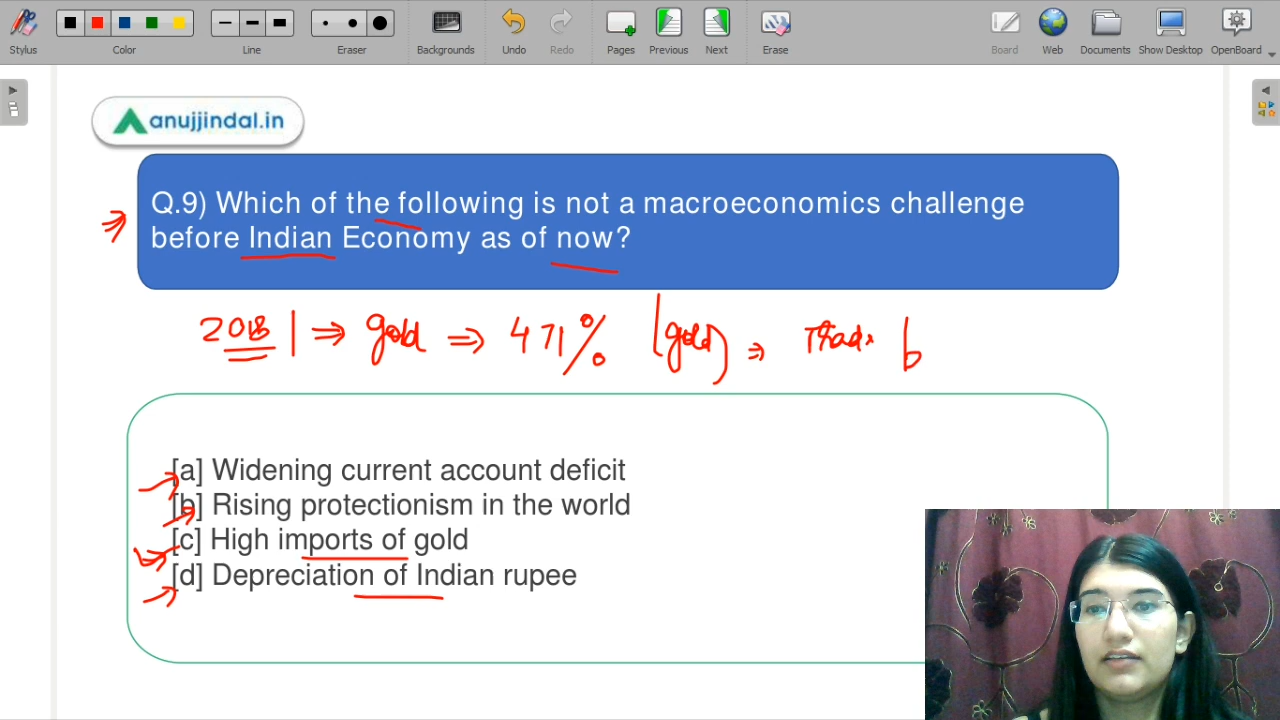 Stylus Color Line Eraser Backgrounds Undo Redo Pages Previous Next Erase Board Web Documents Show Desktop OpenBoard
anujjindal.in
Q.9) Which of the following is not a macroeconomics challenge
before Indian Economy as of now?
2018 | ⇒ gold ⇒ 471% (gold) ⇒ b
[a] Widening current account deficit
[b] Rising protectionism in the world
[c] High imports of gold
[d] Depreciation of Indian rupee